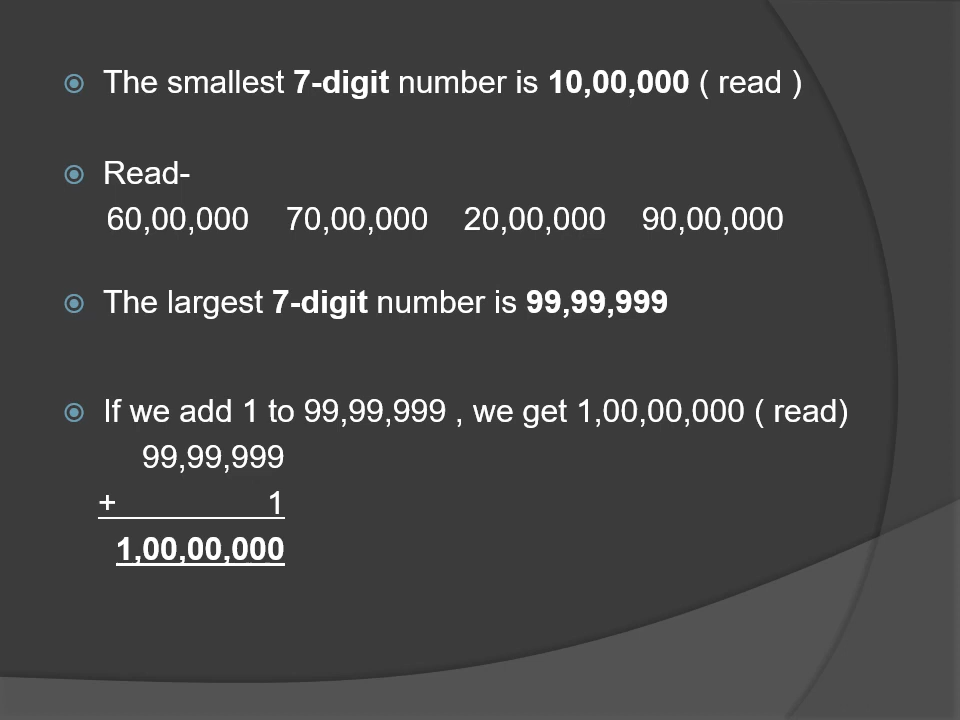 The smallest 7-digit number is 10,00,000 ( read )
Read-
60,00,000 70,00,000 20,00,000 90,00,000
The largest 7-digit number is 99,99,999
If we add 1 to 99,99,999 , we get 1,00,00,000 ( read)
99,99,999
+ 1
1,00,00,000